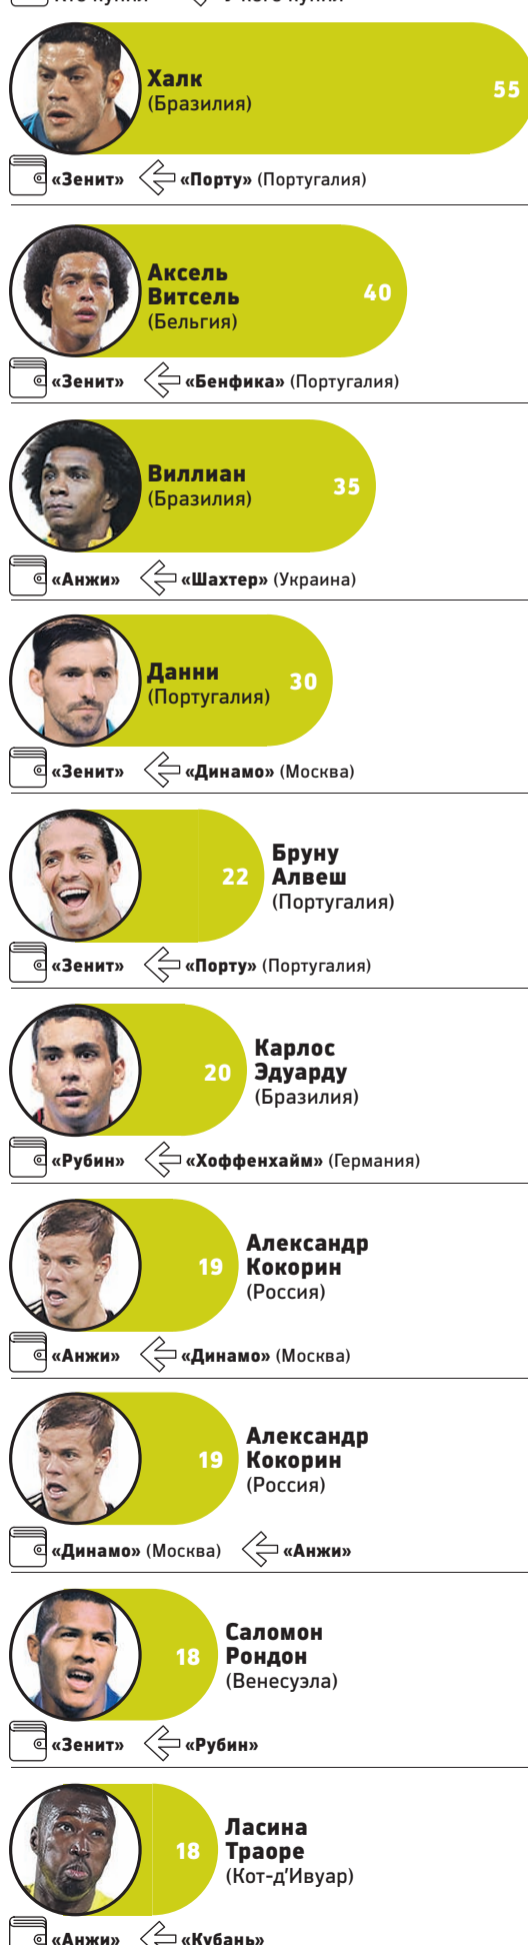 Халк
(Бразилия)
55
«Зенит» «Порту» (Португалия)
Аксель
Витсель
(Бельгия)
40
«Зенит» «Бенфика» (Португалия)
Виллиан
(Бразилия)
35
«Анжи» «Шахтер» (Украина)
Данни
(Португалия)
30
«Зенит» «Динамо» (Москва)
22
Бруну
Алвеш
(Португалия)
«Зенит» «Порту» (Португалия)
20
Карлос
Эдуарду
(Бразилия)
«Рубин» «Хоффенхайм» (Германия)
19
Александр
Кокорин
(Россия)
«Анжи» «Динамо» (Москва)
19
Александр
Кокорин
(Россия)
«Динамо» (Москва) «Анжи»
18
Саломон
Рондон
(Венесуэла)
«Зенит» «Рубин»
18
Ласина
Траоре
(Кот-д’Ивуар)
«Анжи» «Кубань»